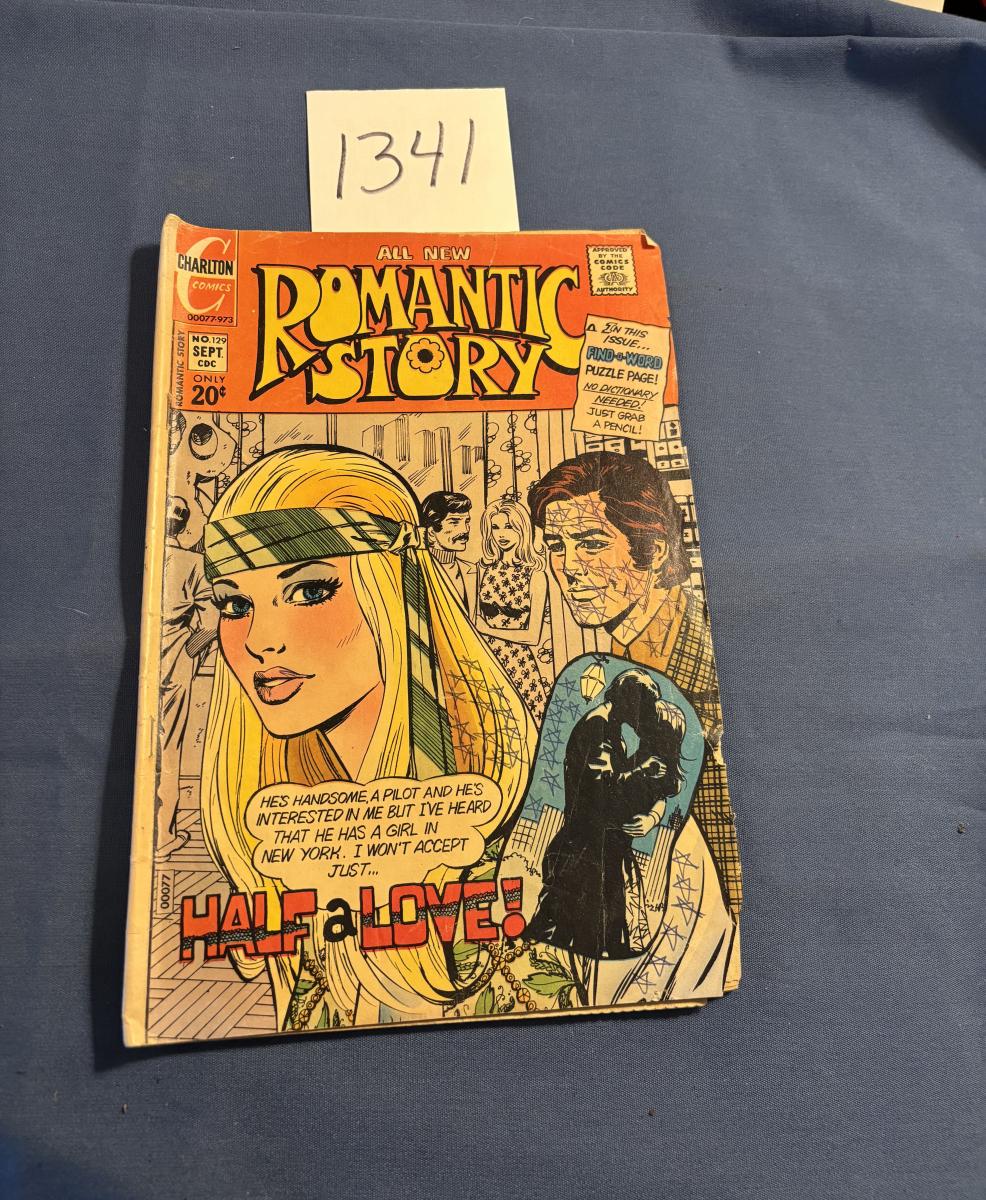 1341
ALL NEW
ROMANTIC
STORY
C
CHARLTON
COMICS
00077-973
NO.129
SEPT.
CDC
ONLY
20¢
ROMANTIC STORY
APPROVED
BY THE
COMICS
CODE
AUTHORITY
IN THIS
ISSUE...
FIND-A-WORD
PUZZLE PAGE!
NO DICTIONARY
NEEDED!
JUST GRAB
A PENCIL!
HE'S HANDSOME, A PILOT AND HE'S
INTERESTED IN ME BUT I'VE HEARD
THAT HE HAS A GIRL IN
NEW YORK. I WON'T ACCEPT
JUST...
HALF a LOVE!
00077